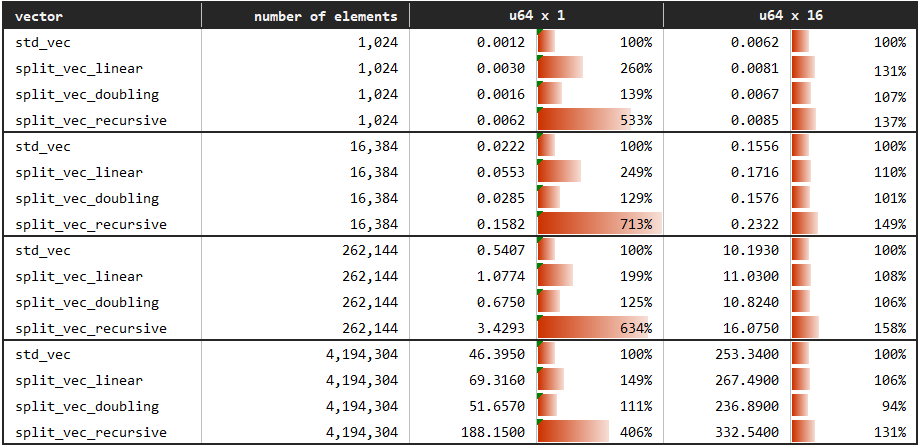 vector number of elements u64 x 1 u64 x 16
std_vec 1,024 0.0012 100% 0.0062 100%
split_vec_linear 1,024 0.0030 260% 0.0081 131%
split_vec_doubling 1,024 0.0016 139% 0.0067 107%
split_vec_recursive 1,024 0.0062 533% 0.0085 137%
std_vec 16,384 0.0222 100% 0.1556 100%
split_vec_linear 16,384 0.0553 249% 0.1716 110%
split_vec_doubling 16,384 0.0285 129% 0.1576 101%
split_vec_recursive 16,384 0.1582 713% 0.2322 149%
std_vec 262,144 0.5407 100% 10.1930 100%
split_vec_linear 262,144 1.0774 199% 11.0300 108%
split_vec_doubling 262,144 0.6750 125% 10.8240 106%
split_vec_recursive 262,144 3.4293 634% 16.0750 158%
std_vec 4,194,304 46.3950 100% 253.3400 100%
split_vec_linear 4,194,304 69.3160 149% 267.4900 106%
split_vec_doubling 4,194,304 51.6570 111% 236.8900 94%
split_vec_recursive 4,194,304 188.1500 406% 332.5400 131%